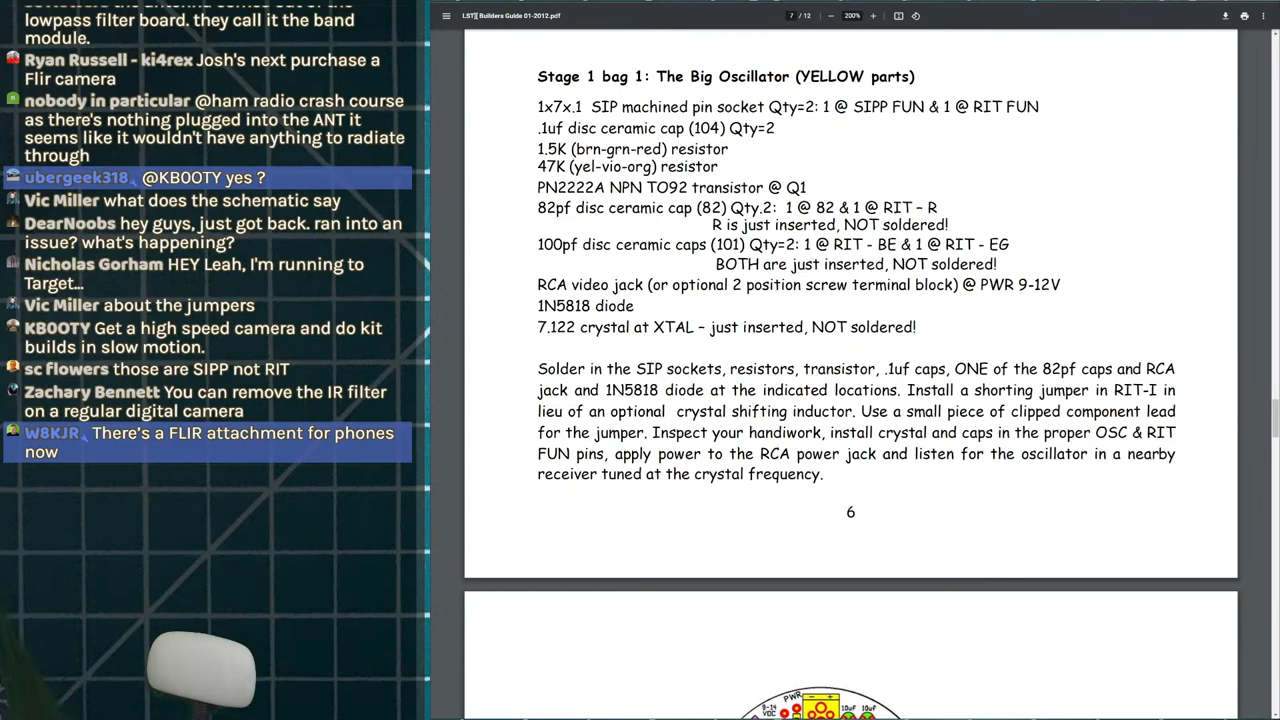 lowpass filter board. they call it the band
module.
Ryan Russell - ki4rex Josh's next purchase a
Flir camera
nobody in particular @ham radio crash course
as there's nothing plugged into the ANT it
seems like it wouldn't have anything to radiate
through
ubergeek318 @KB0OTY yes ?
Vic Miller what does the schematic say
DearNoobs hey guys, just got back. ran into an
issue? what's happening?
Nicholas Gorham HEY Leah, I'm running to
Target...
Vic Miller about the jumpers
KB0OTY Get a high speed camera and do kit
builds in slow motion.
sc flowers those are SIPP not RIT
Zachary Bennett You can remove the IR filter
on a regular digital camera
W8KJR There's a FLIR attachment for phones
now
LST][ Builders Guide 01-2012.pdf
7 / 12
200%
Stage 1 bag 1: The Big Oscillator (YELLOW parts)
1x7x.1 SIP machined pin socket Qty=2: 1 @ SIPP FUN & 1 @ RIT FUN
.1uf disc ceramic cap (104) Qty=2
1.5K (brn-grn-red) resistor
47K (yel-vio-org) resistor
PN2222A NPN TO92 transistor @ Q1
82pf disc ceramic cap (82) Qty.2: 1 @ 82 & 1 @ RIT – R
R is just inserted, NOT soldered!
100pf disc ceramic caps (101) Qty=2: 1 @ RIT - BE & 1 @ RIT - EG
BOTH are just inserted, NOT soldered!
RCA video jack (or optional 2 position screw terminal block) @ PWR 9-12V
1N5818 diode
7.122 crystal at XTAL – just inserted, NOT soldered!
Solder in the SIP sockets, resistors, transistor, .1uf caps, ONE of the 82pf caps and RCA
jack and 1N5818 diode at the indicated locations. Install a shorting jumper in RIT-I in
lieu of an optional crystal shifting inductor. Use a small piece of clipped component lead
for the jumper. Inspect your handiwork, install crystal and caps in the proper OSC & RIT
FUN pins, apply power to the RCA power jack and listen for the oscillator in a nearby
receiver tuned at the crystal frequency.
6
PWR
9-14
VDC
10uf 10uf